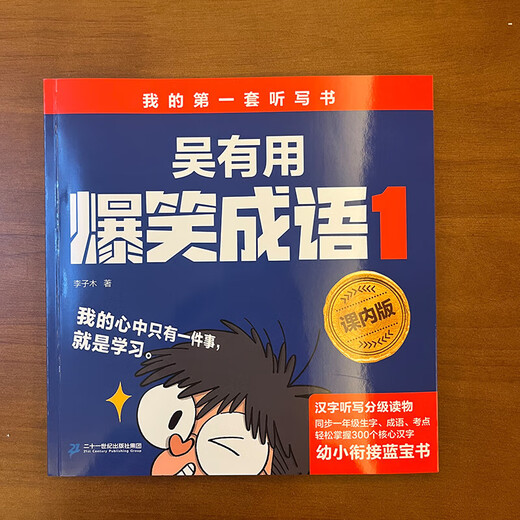 我的第一套听写书
吴有用
爆笑成语1
李子木 著
课内版
我的心中只有一件事，
就是学习。
汉字听写分级读物
同步一年级生字、成语、考点
轻松掌握300个核心汉字
幼小衔接蓝宝书
二十一世纪出版社集团
21st Century Publishing Group